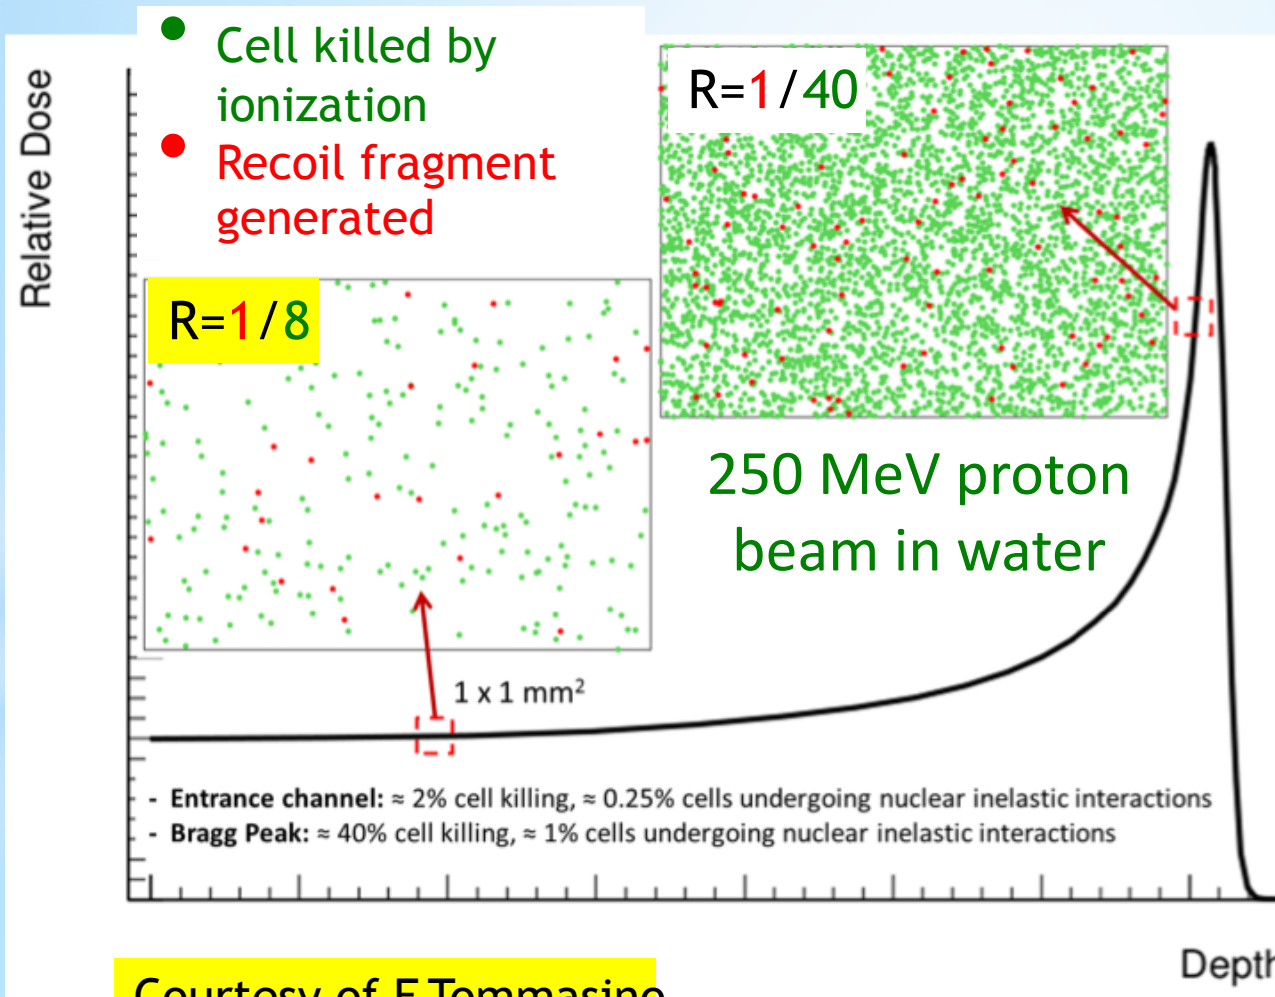 Cell killed by
ionization
Recoil fragment
generated
R=1/40
Relative Dose
R=1/8
250 MeV proton
beam in water
1 x 1 mm²
- Entrance channel: ≈ 2% cell killing, ≈ 0.25% cells undergoing nuclear inelastic interactions
- Bragg Peak: ≈ 40% cell killing, ≈ 1% cells undergoing nuclear inelastic interactions
Depth
Courtesy of F.Tommasino